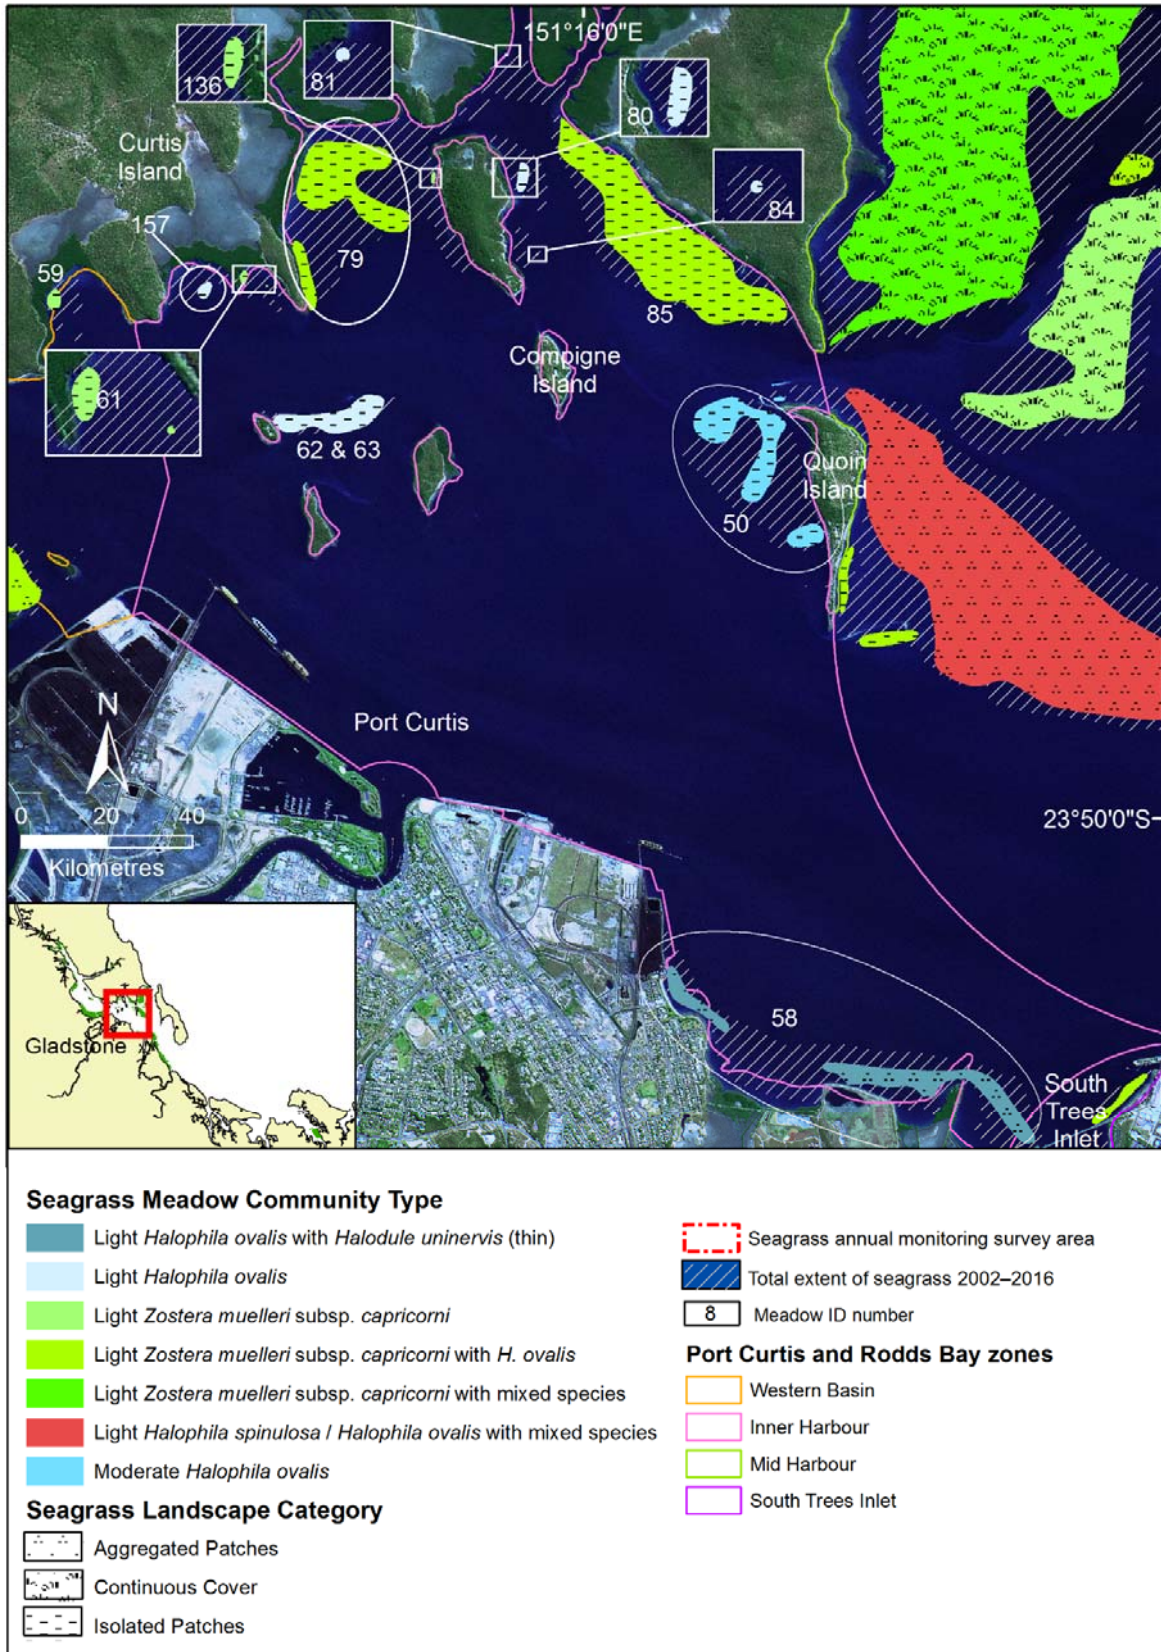 151°16'0"E
136
81
80
84
Curtis
Island
157
59
79
85
61
Compigne
Island
62 & 63
Quoin
Island
50
N
Port Curtis
0 20 40
Kilometres
23°50'0"S
Gladstone
58
South
Trees
Inlet
Seagrass Meadow Community Type
Light Halophila ovalis with Halodule uninervis (thin)
Light Halophila ovalis
Light Zostera muelleri subsp. capricorni
Light Zostera muelleri subsp. capricorni with H. ovalis
Light Zostera muelleri subsp. capricorni with mixed species
Light Halophila spinulosa / Halophila ovalis with mixed species
Moderate Halophila ovalis
Seagrass Landscape Category
Aggregated Patches
Continuous Cover
Isolated Patches
Seagrass annual monitoring survey area
Total extent of seagrass 2002–2016
8 Meadow ID number
Port Curtis and Rodds Bay zones
Western Basin
Inner Harbour
Mid Harbour
South Trees Inlet